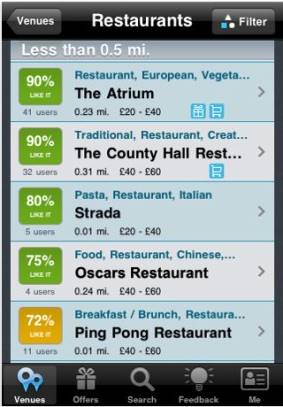 Venues
Restaurants
Filter
Less than 0.5 mi.
90%
LIKE IT
41 users
Restaurant, European, Vegeta...
The Atrium
0.23 mi. £20 - £40
90%
LIKE IT
32 users
Traditional, Restaurant, Creat...
The County Hall Rest...
0.31 mi. £40 - £60
80%
LIKE IT
5 users
Pasta, Restaurant, Italian
Strada
0.01 mi. £20 - £40
75%
LIKE IT
4 users
Food, Restaurant, Chinese,...
Oscars Restaurant
0.24 mi. £40 - £60
72%
LIKE IT
11 users
Breakfast / Brunch, Restaura...
Ping Pong Restaurant
0.01 mi. £40 - £60
Venues
Offers
Search
Feedback
Me